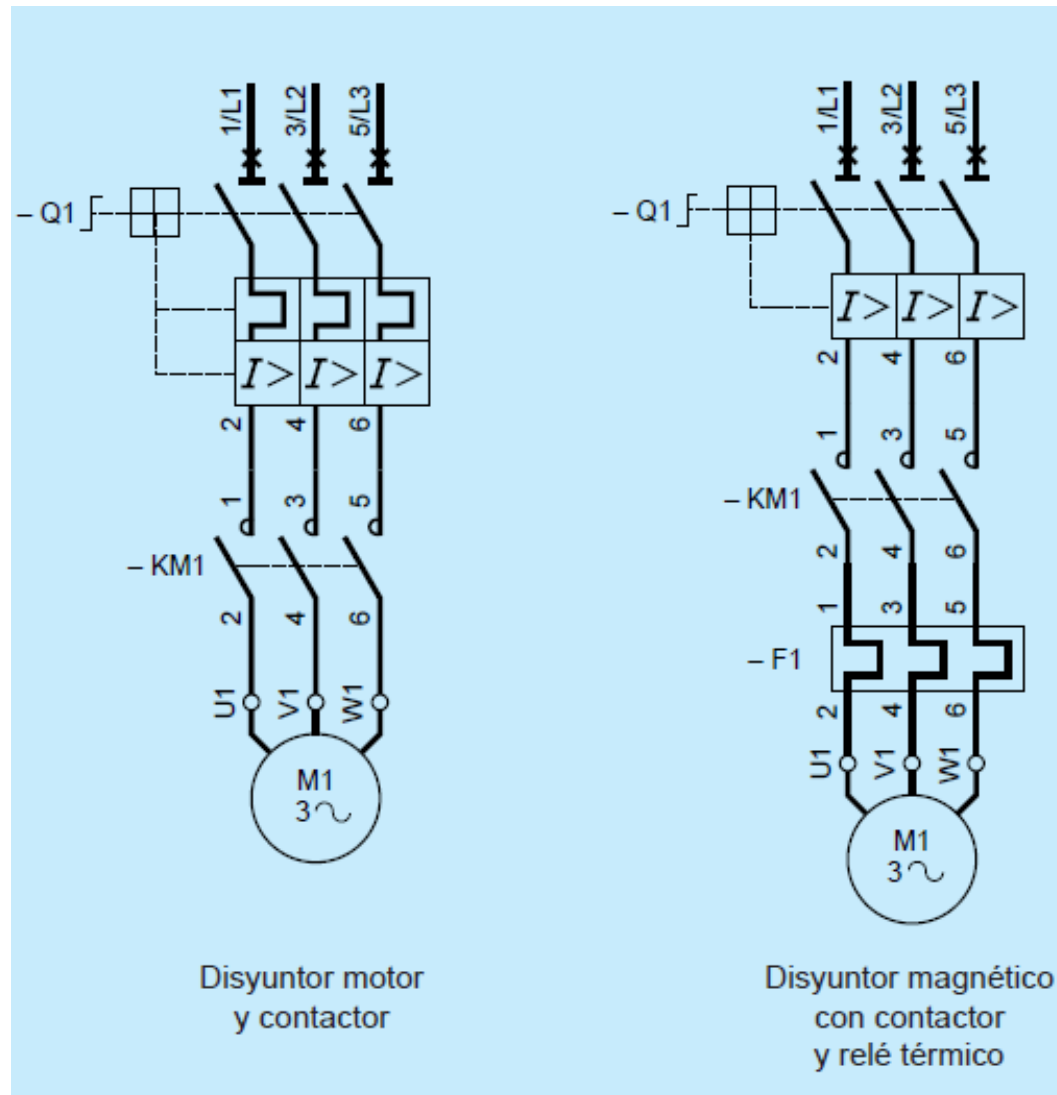 1/L1 3/L2 5/L3
– Q1
I> I> I>
2 4 6
1 3 5
– KM1
2 4 6
U1 V1 W1
M1
3~
Disyuntor motor
y contactor
1/L1 3/L2 5/L3
– Q1
I> I> I>
2 4 6
1 3 5
– KM1
2 4 6
1 3 5
– F1
2 4 6
U1 V1 W1
M1
3~
Disyuntor magnético
con contactor
y relé térmico